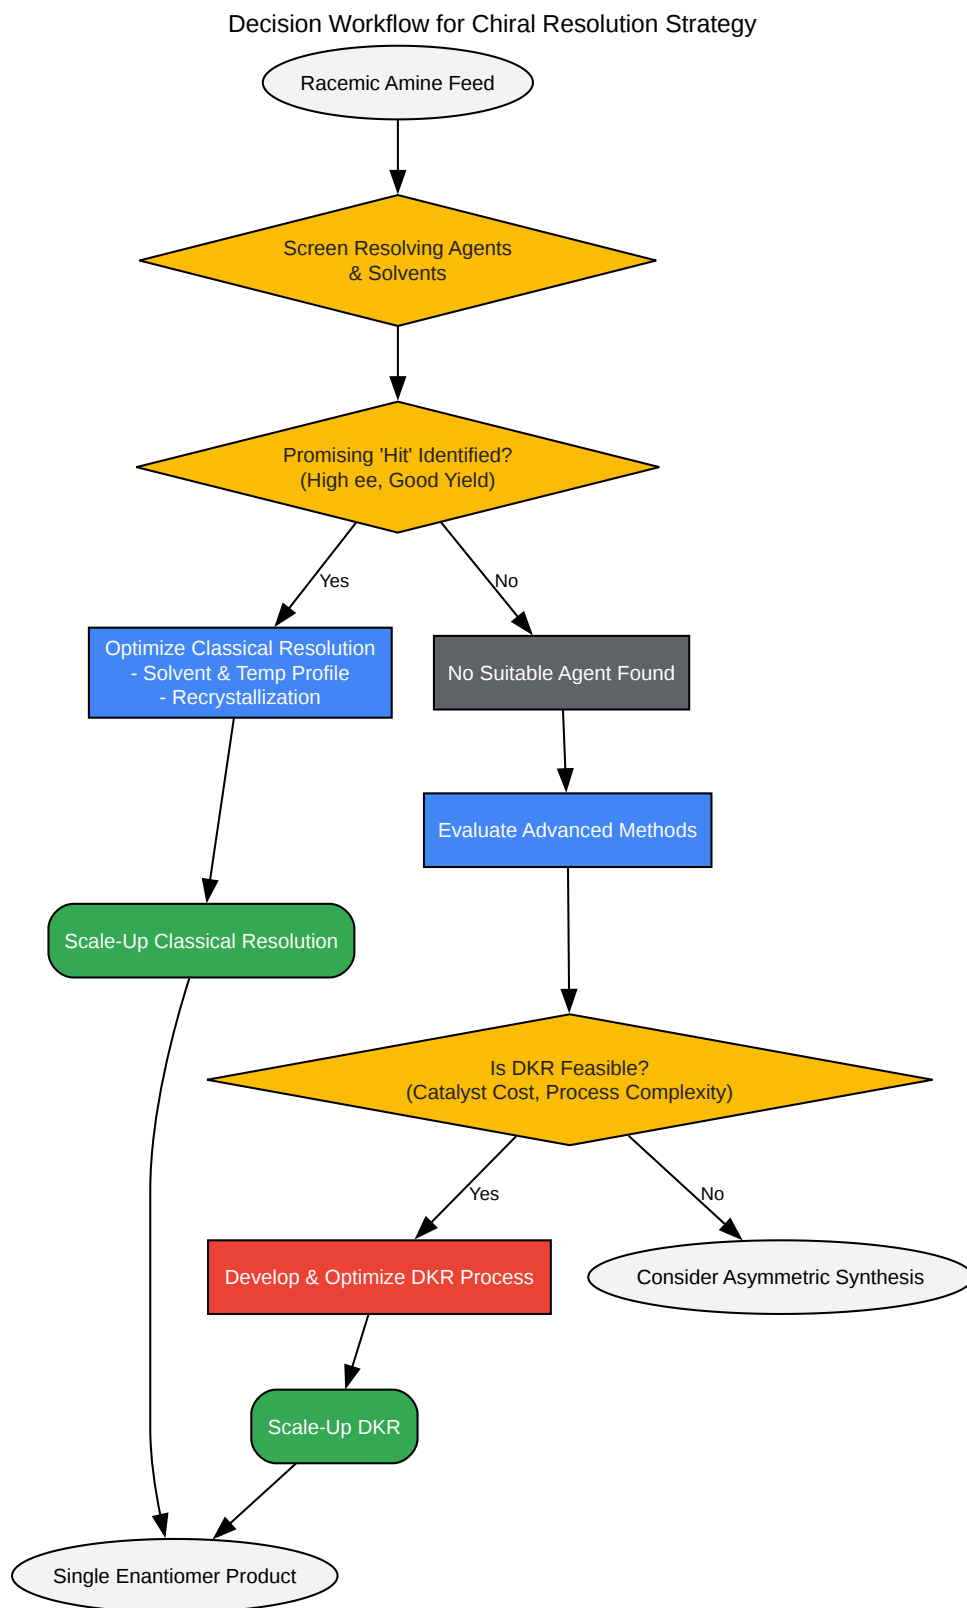 Decision Workflow for Chiral Resolution Strategy
Racemic Amine Feed
Screen Resolving Agents
& Solvents
Promising 'Hit' Identified?
(High ee, Good Yield)
Yes
No
Optimize Classical Resolution
- Solvent & Temp Profile
- Recrystallization
No Suitable Agent Found
Evaluate Advanced Methods
Scale-Up Classical Resolution
Is DKR Feasible?
(Catalyst Cost, Process Complexity)
Yes
No
Develop & Optimize DKR Process
Consider Asymmetric Synthesis
Scale-Up DKR
Single Enantiomer Product